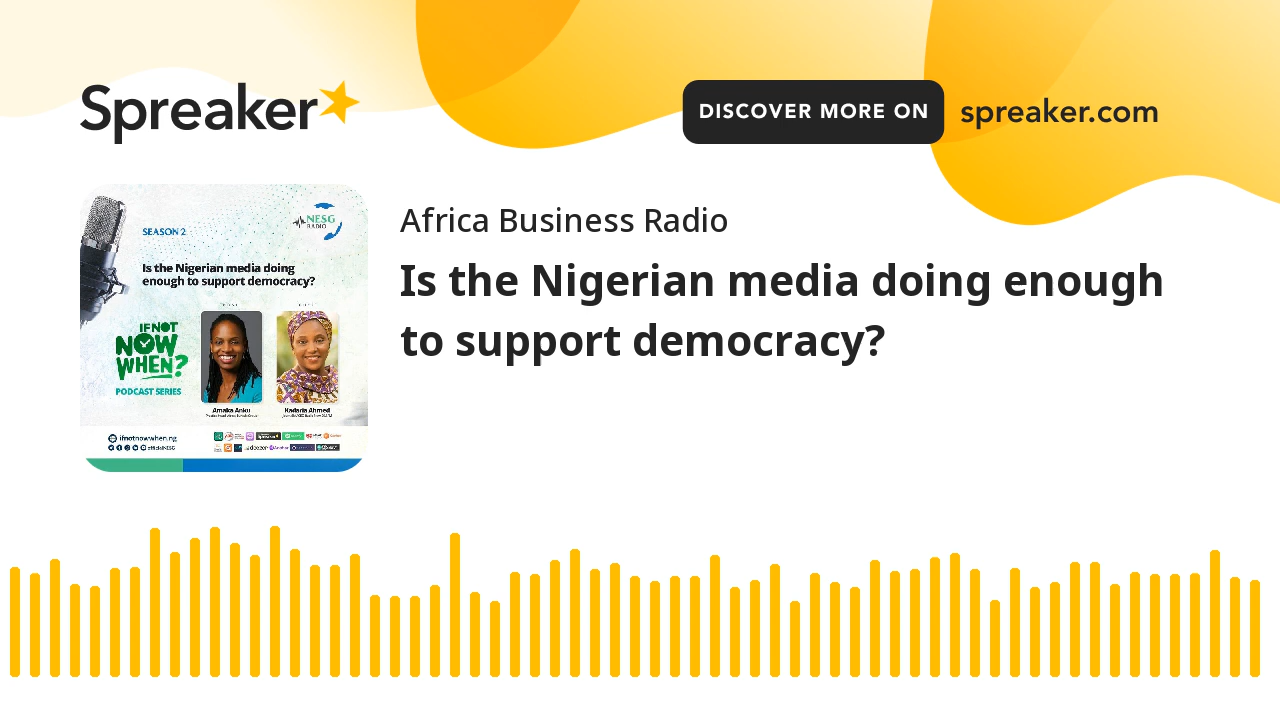 Spreaker
DISCOVER MORE ON
spreaker.com
Africa Business Radio
Is the Nigerian media doing enough
to support democracy?
SEASON 2
NESG
RADIO
Is the Nigerian media doing
enough to support democracy?
IF NOT
NOW
WHEN?
PODCAST SERIES
Amaka Anku
Kadaria Ahmed
ifnotnowwhen.ng
officialNESG
deezer